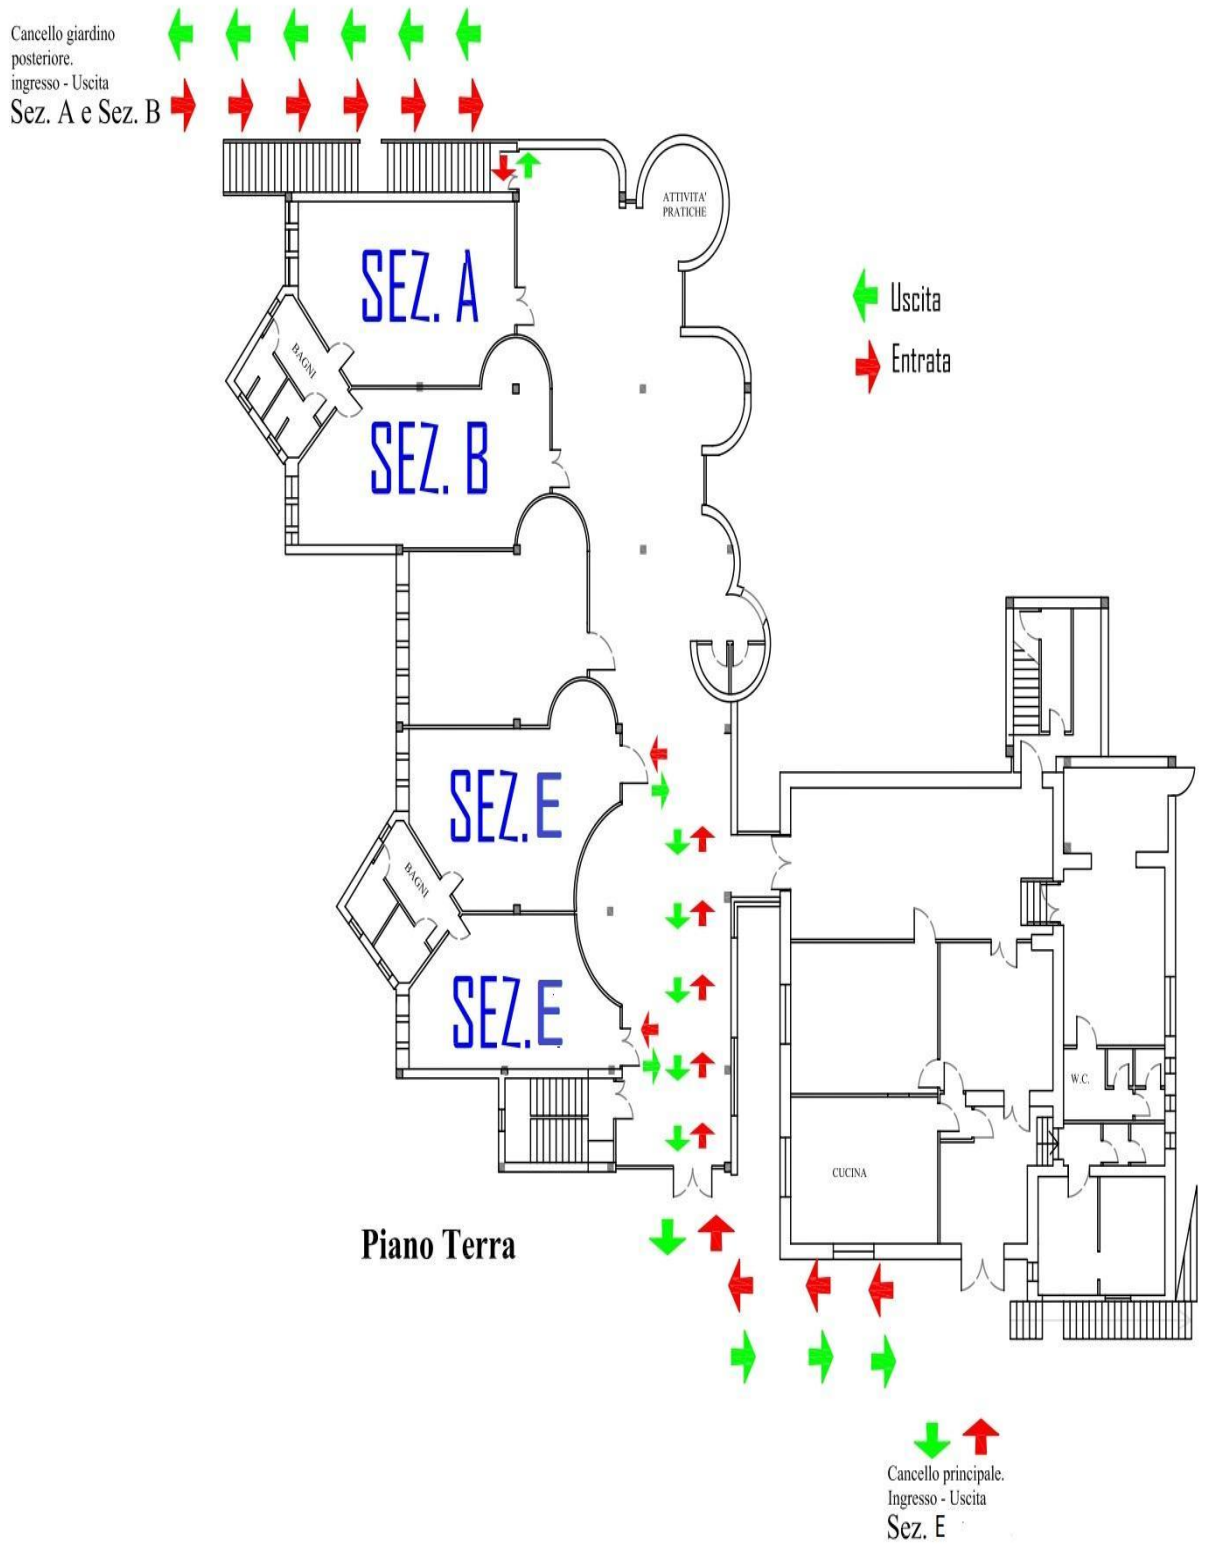 Cancello giardino
posteriore.
ingresso - Uscita
Sez. A e Sez. B
ATTIVITA'
PRATICHE
SEZ. A
Uscita
Entrata
BAGNI
SEZ. B
SEZ. E
BAGNI
SEZ. E
W.C.
CUCINA
Piano Terra
Cancello principale.
Ingresso - Uscita
Sez. E